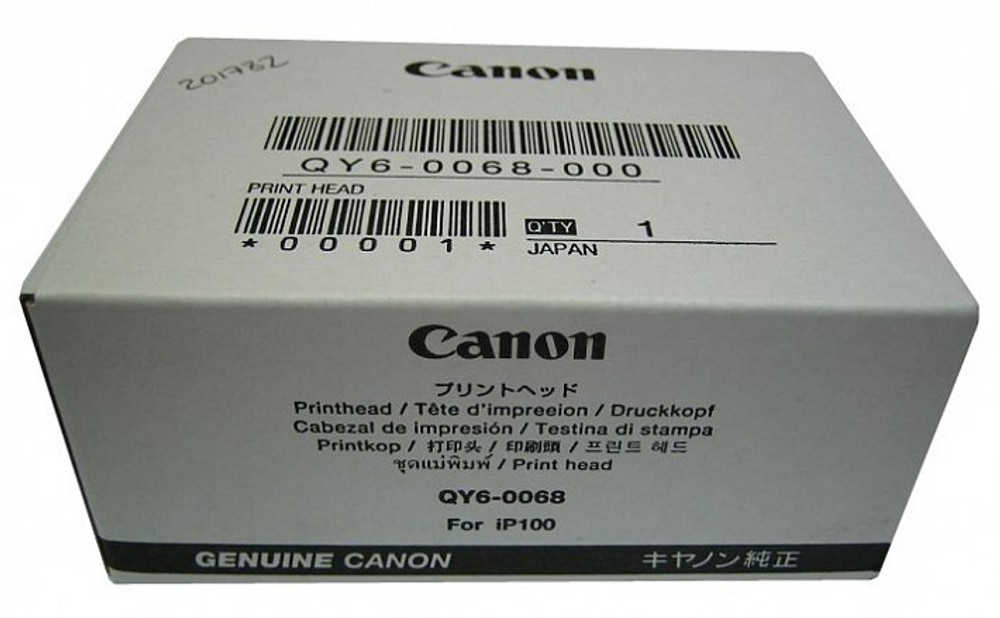 201782
Canon
QY6-0068-000
PRINT HEAD
*00001*
Q'TY 1
JAPAN
Canon
プリントヘッド
Printhead / Tête d'impreeion / Druckkopf
Cabezal de impresión / Testina di stampa
Printkop / 打印头 / 印刷頭 / 프린트 헤드
ชุดแม่พิมพ์ / Print head
QY6-0068
For iP100
GENUINE CANON キヤノン純正